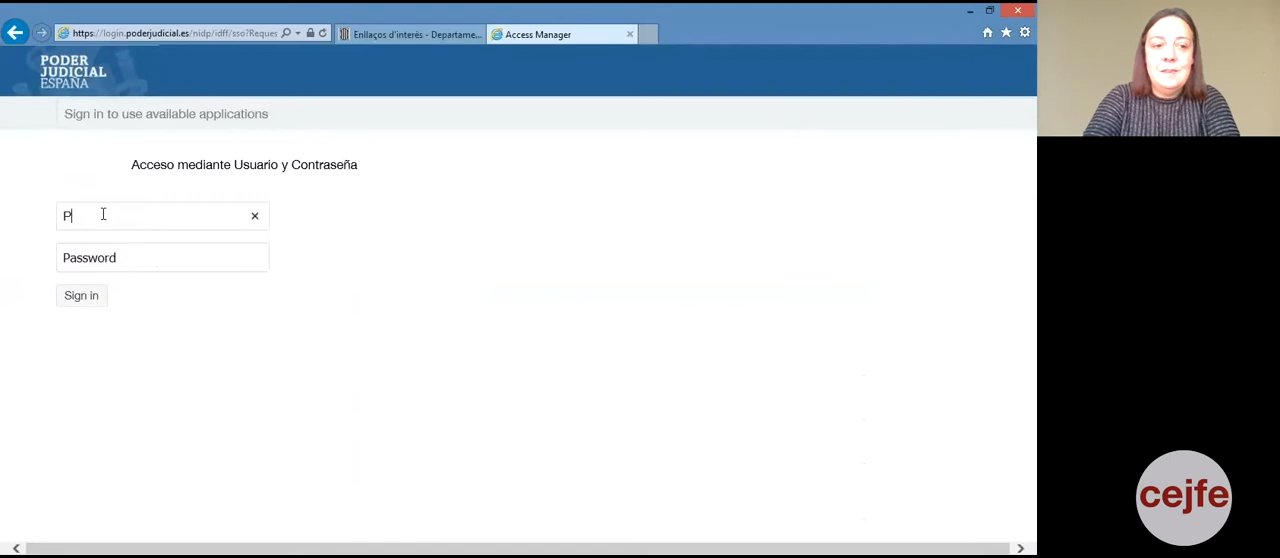 https://login.poderjudicial.es/nidp/idff/sso?Reques
Enllaços d'interès - Departame...
Access Manager
PODER
JUDICIAL
ESPAÑA
Sign in to use available applications
Acceso mediante Usuario y Contraseña
P
Password
Sign in
cejfe